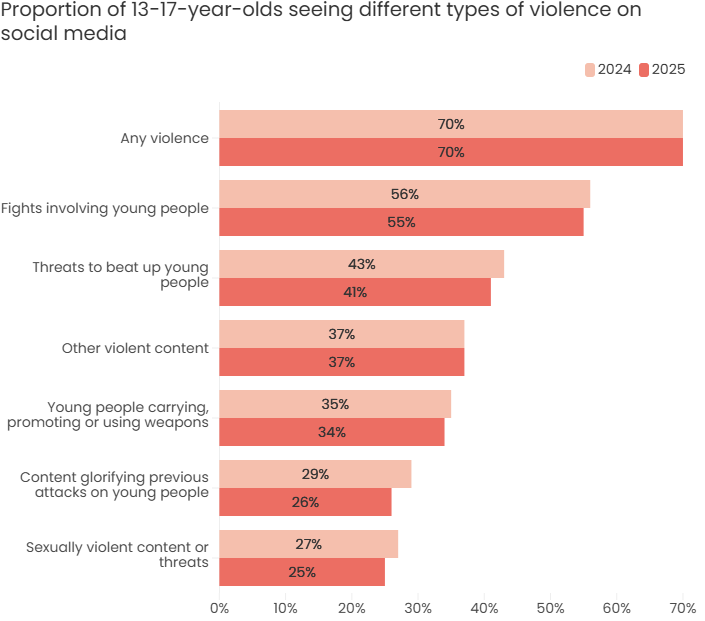 Proportion of 13-17-year-olds seeing different types of violence on
social media
2024 2025
Any violence
70%
70%
Fights involving young people
56%
55%
Threats to beat up young
people
43%
41%
Other violent content
37%
37%
Young people carrying,
promoting or using weapons
35%
34%
Content glorifying previous
attacks on young people
29%
26%
Sexually violent content or
threats
27%
25%
0% 10% 20% 30% 40% 50% 60% 70%